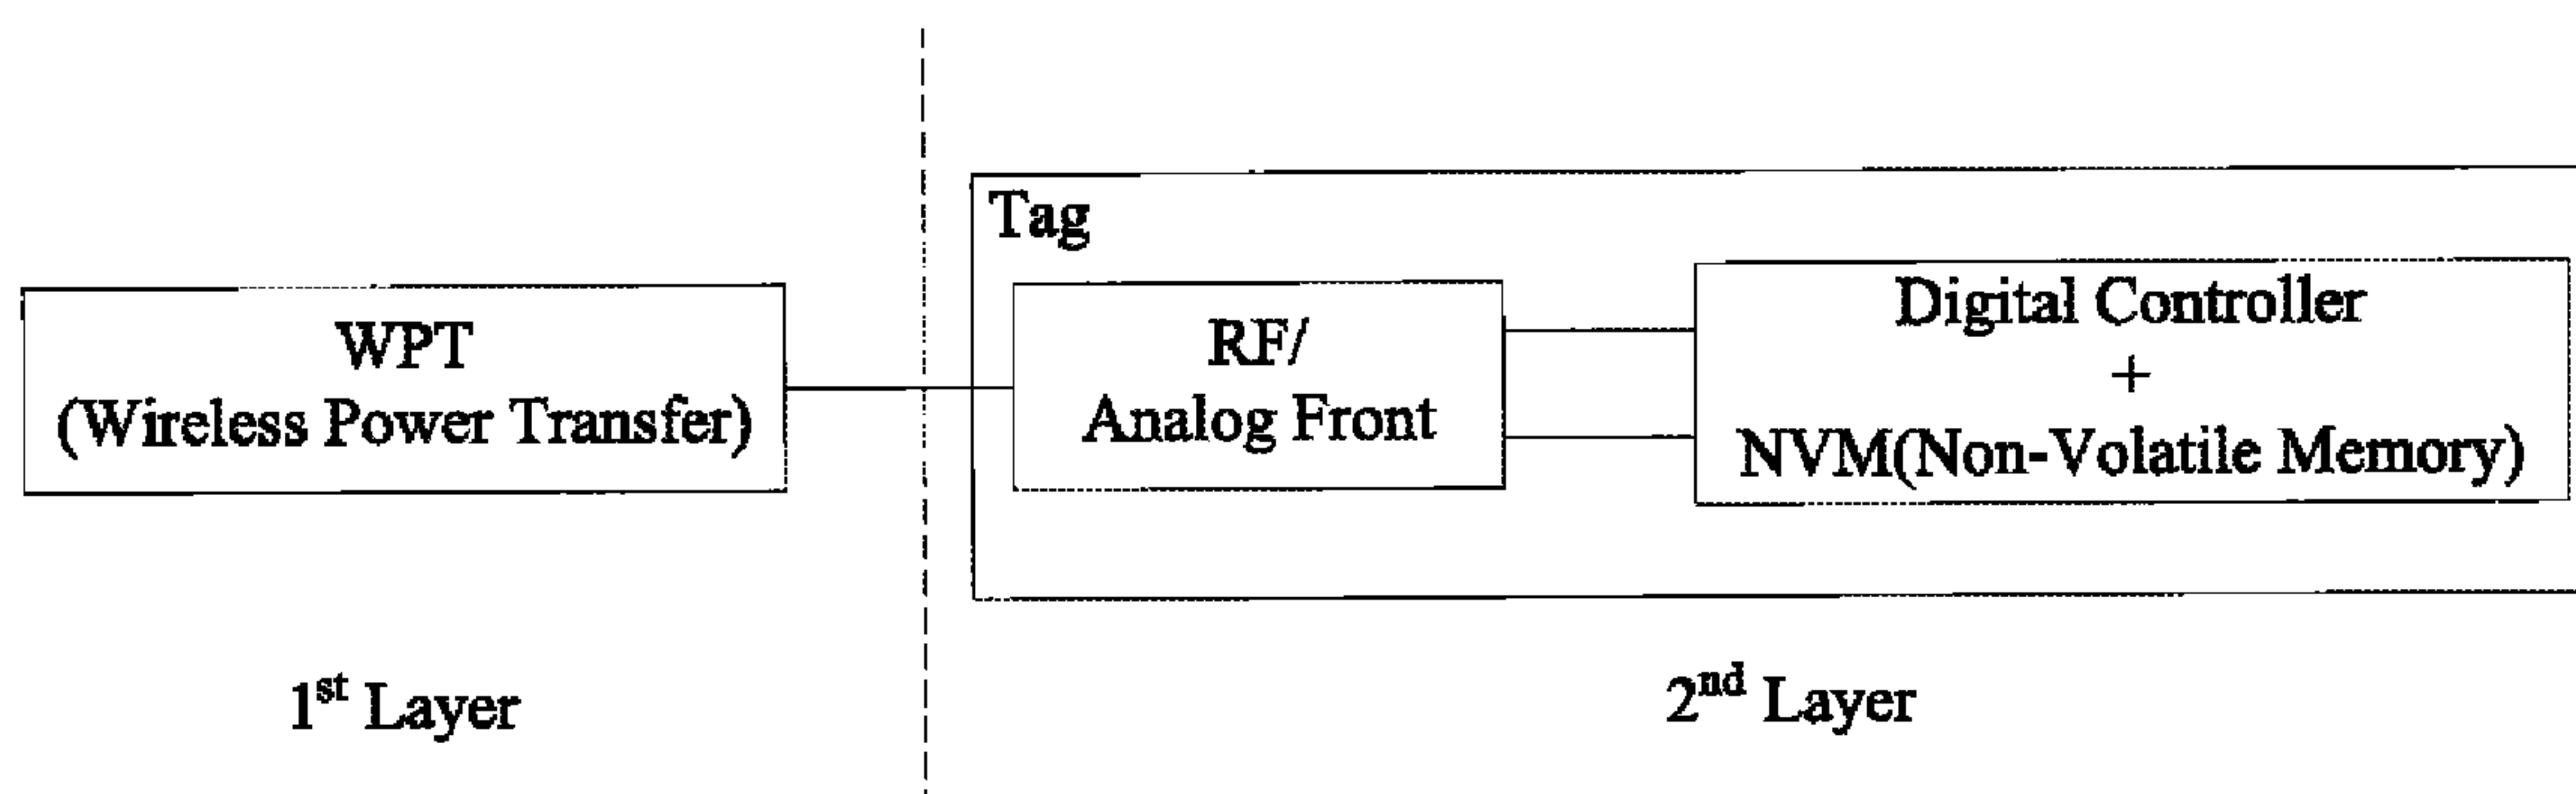 Tag
WPT
(Wireless Power Transfer)
RF/
Analog Front
Digital Controller
+
NVM(Non-Volatile Memory)
1st Layer
2nd Layer